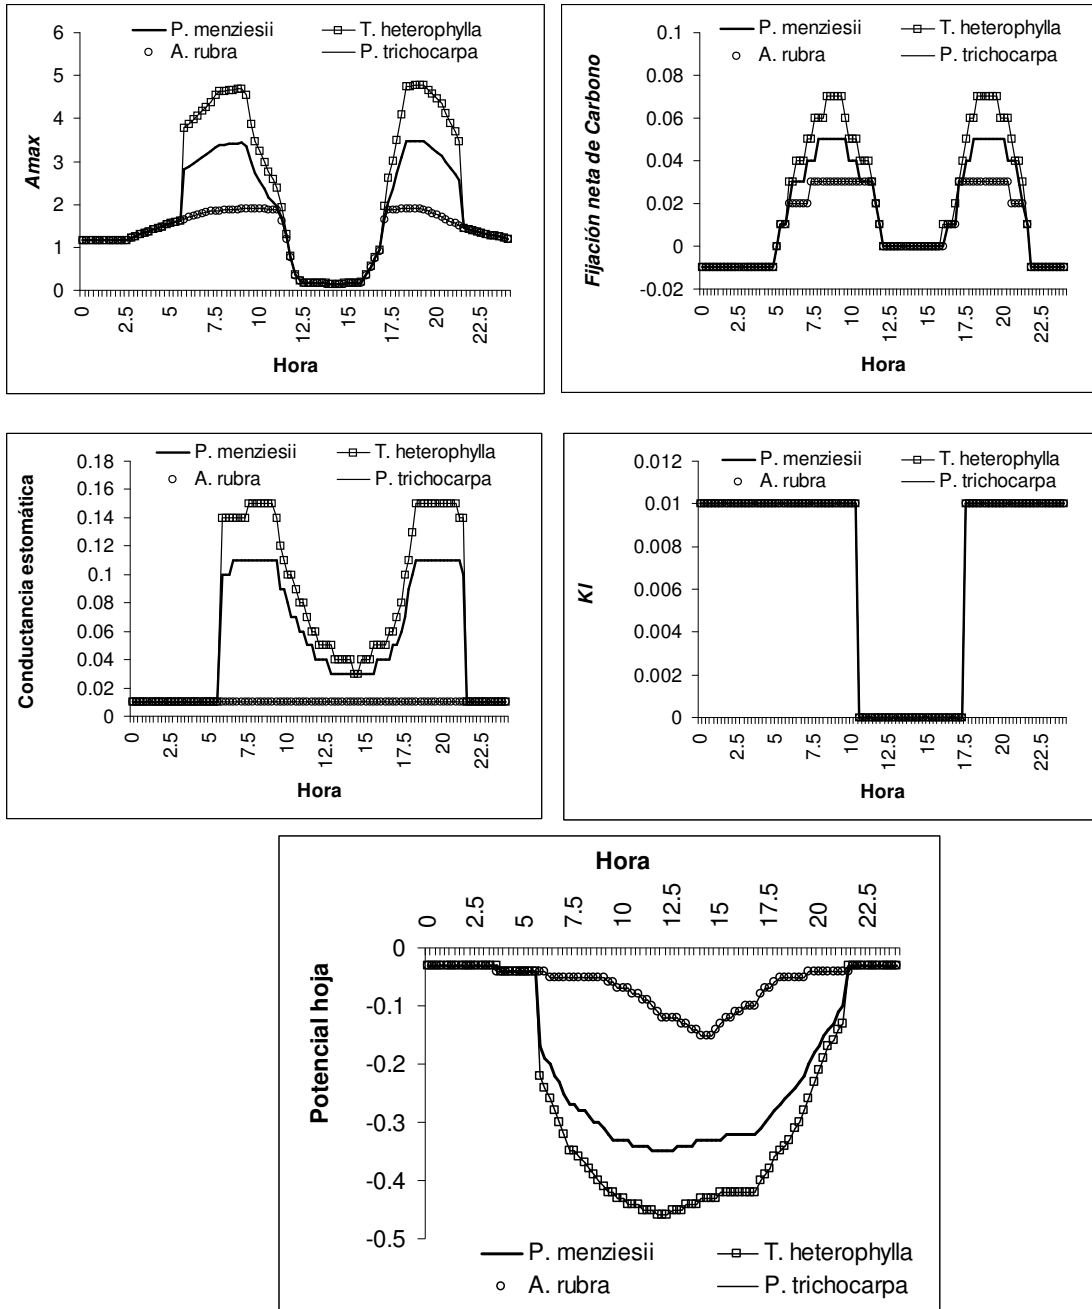 P. menziesii T. heterophylla
A. rubra P. trichocarpa
6
5
4
3
2
1
0
Amax
0 2.5 5 7.5 10 12.5 15 17.5 20 22.5
Hora
P. menziesii T. heterophylla
A. rubra P. trichocarpa
0.1
0.08
0.06
0.04
0.02
0
-0.02
Fijación neta de Carbono
0 2.5 5 7.5 10 12.5 15 17.5 20 22.5
Hora
P. menziesii T. heterophylla
A. rubra P. trichocarpa
0.18
0.16
0.14
0.12
0.1
0.08
0.06
0.04
0.02
0
Conductancia estomática
0 2.5 5 7.5 10 12.5 15 17.5 20 22.5
Hora
P. menziesii T. heterophylla
A. rubra P. trichocarpa
0.012
0.01
0.008
0.006
0.004
0.002
0
Kl
0 2.5 5 7.5 10 12.5 15 17.5 20 22.5
Hora
Hora
0 2.5 5 7.5 10 12.5 15 17.5 20 22.5
0
-0.1
-0.2
-0.3
-0.4
-0.5
Potencial hoja
P. menziesii T. heterophylla
A. rubra P. trichocarpa